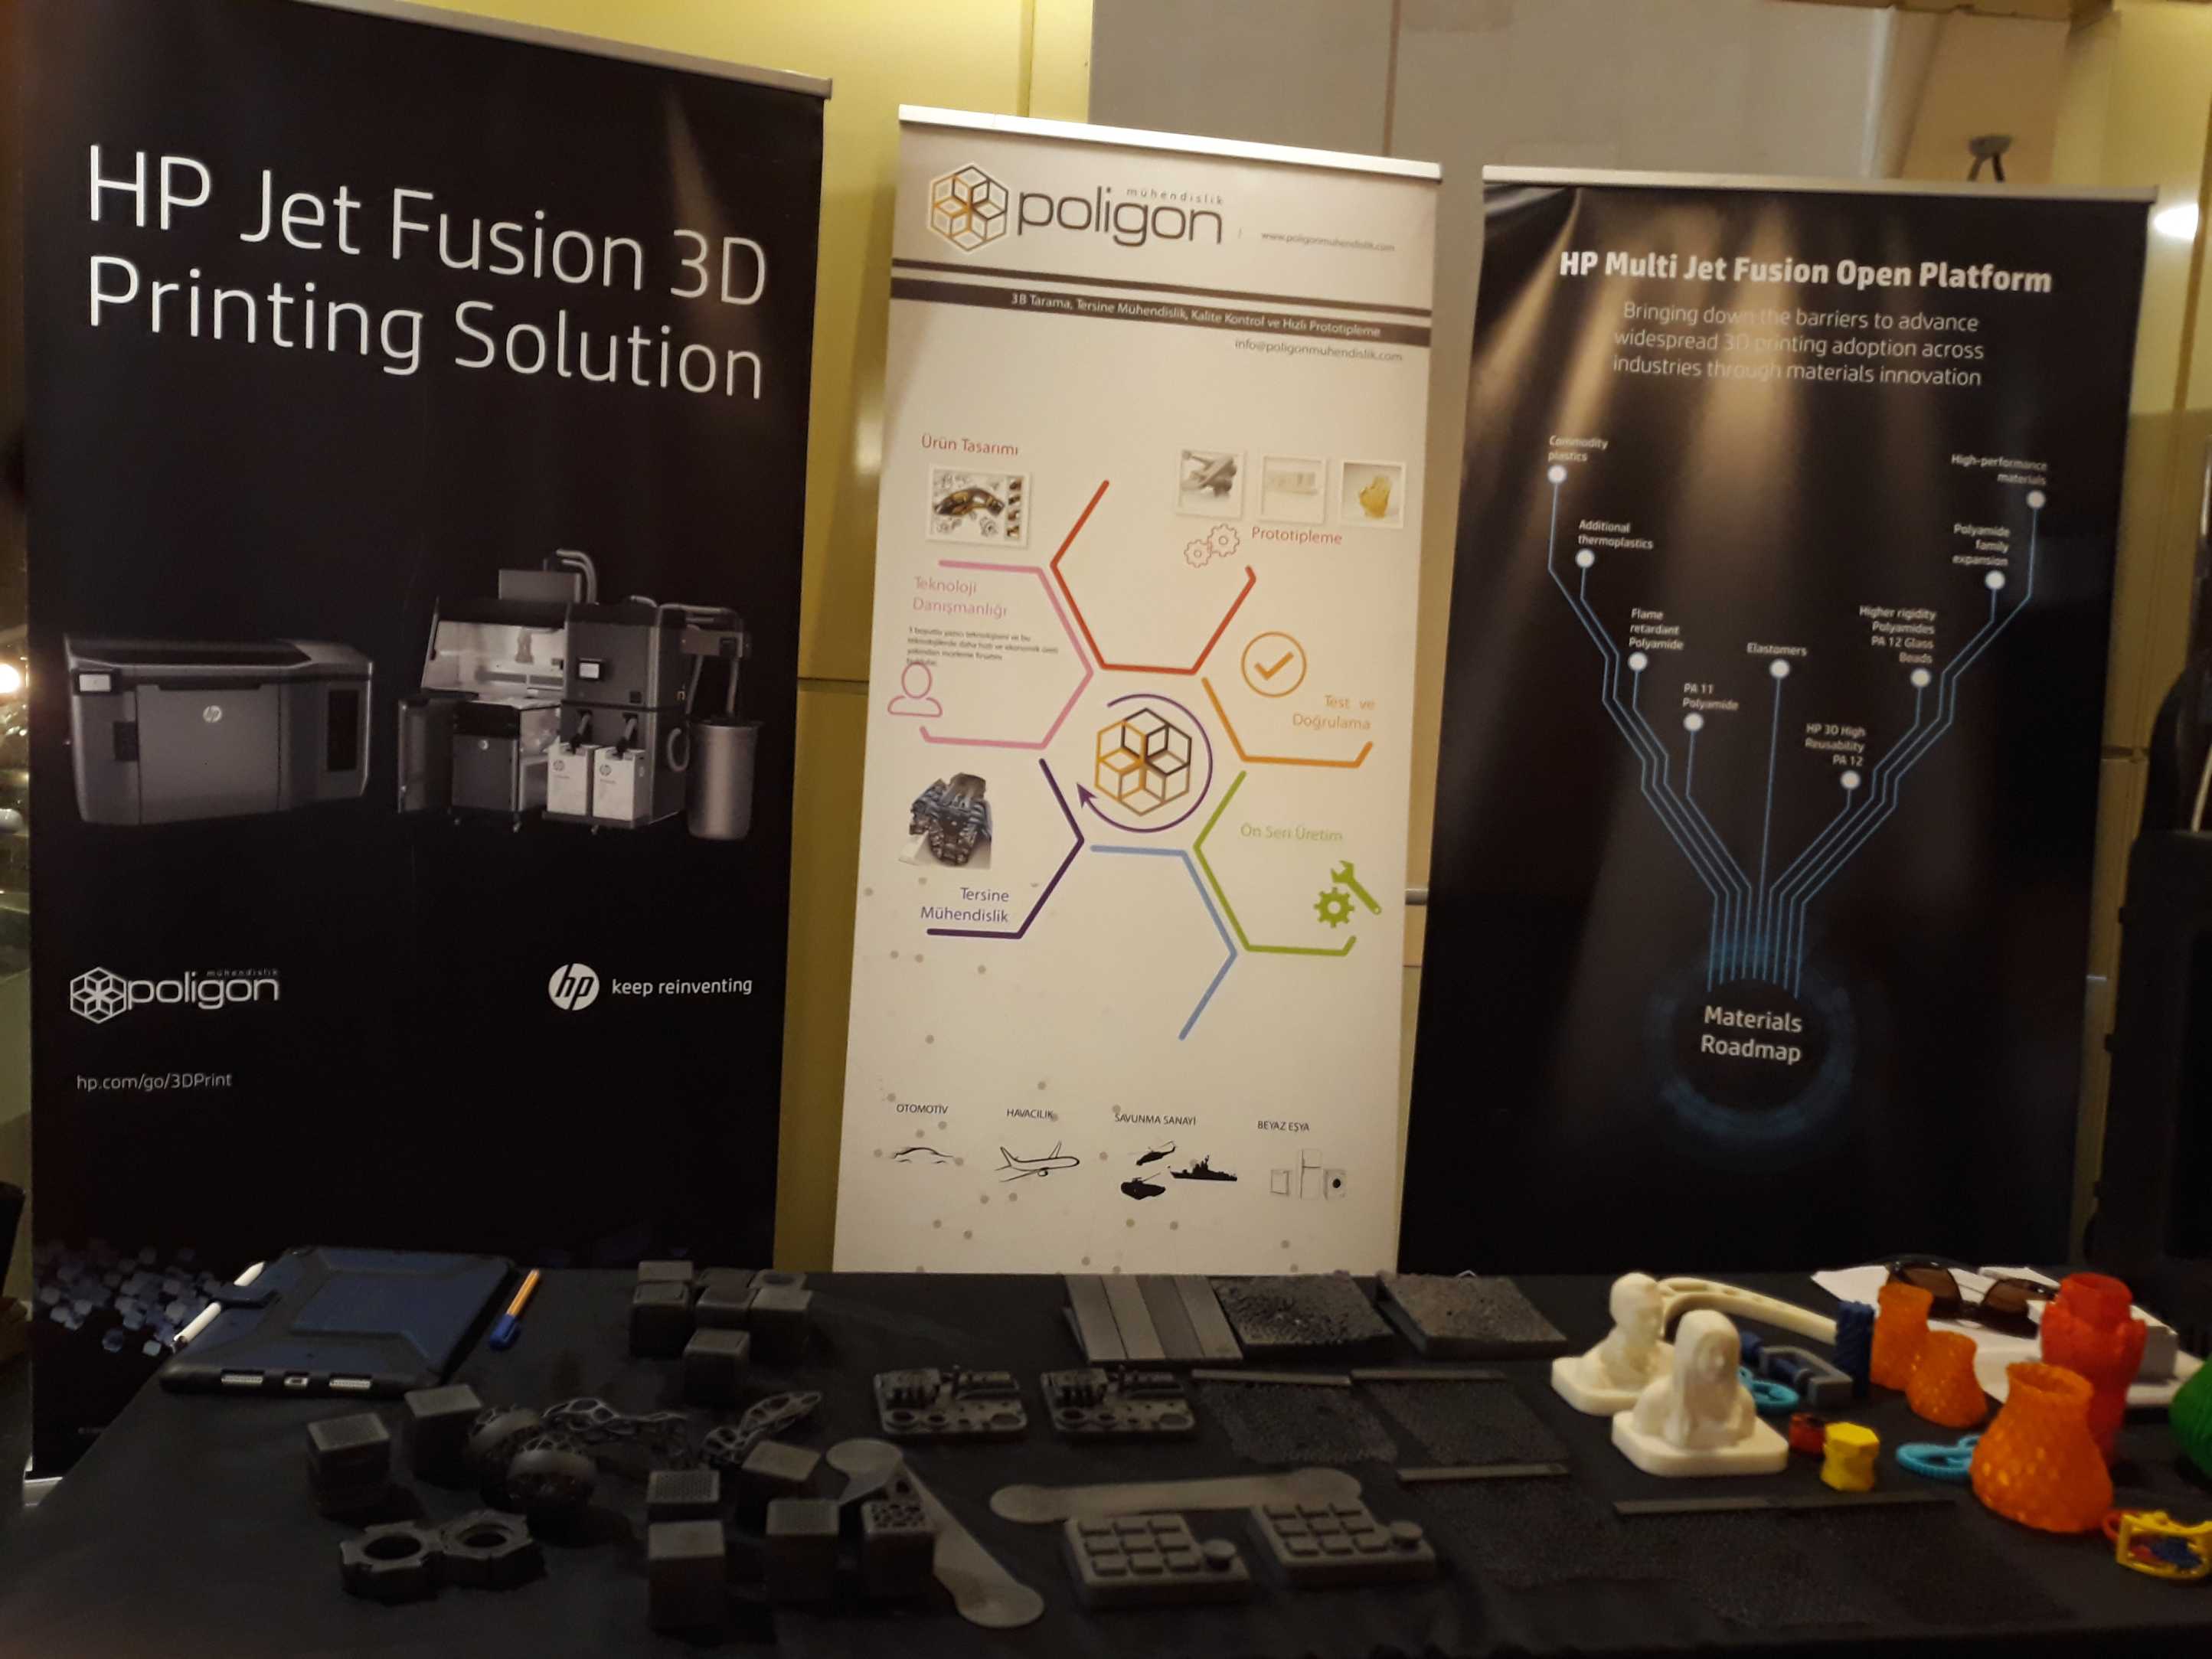 HP Jet Fusion 3D
Printing Solution
mühendislik
poligon
hp
keep reinventing
hp.com/go/3DPrint
mühendislik
poligon
www.poligonmuhendislik.com
3B Tarama, Tersine Mühendislik, Kalite Kontrol ve Hızlı Prototipleme
info@poligonmuhendislik.com
Ürün Tasarımı
Prototipleme
Teknoloji
Danışmanlığı
Test ve
Doğrulama
Ön Seri Üretim
Tersine
Mühendislik
OTOMOTİV
HAVACILIK
SAVUNMA SANAYİ
BEYAZ EŞYA
HP Multi Jet Fusion Open Platform
Bringing down the barriers to advance
widespread 3D printing adoption across
industries through materials innovation
Commodity
plastics
High-performance
materials
Additional
thermoplastics
Polyamide
family
expansion
Flame
retardant
Polyamide
Elastomers
Higher rigidity
Polyamides
PA 12 Glass
Beads
PA 11
Polyamide
HP 3D High
Reusability
PA 12
Materials
Roadmap